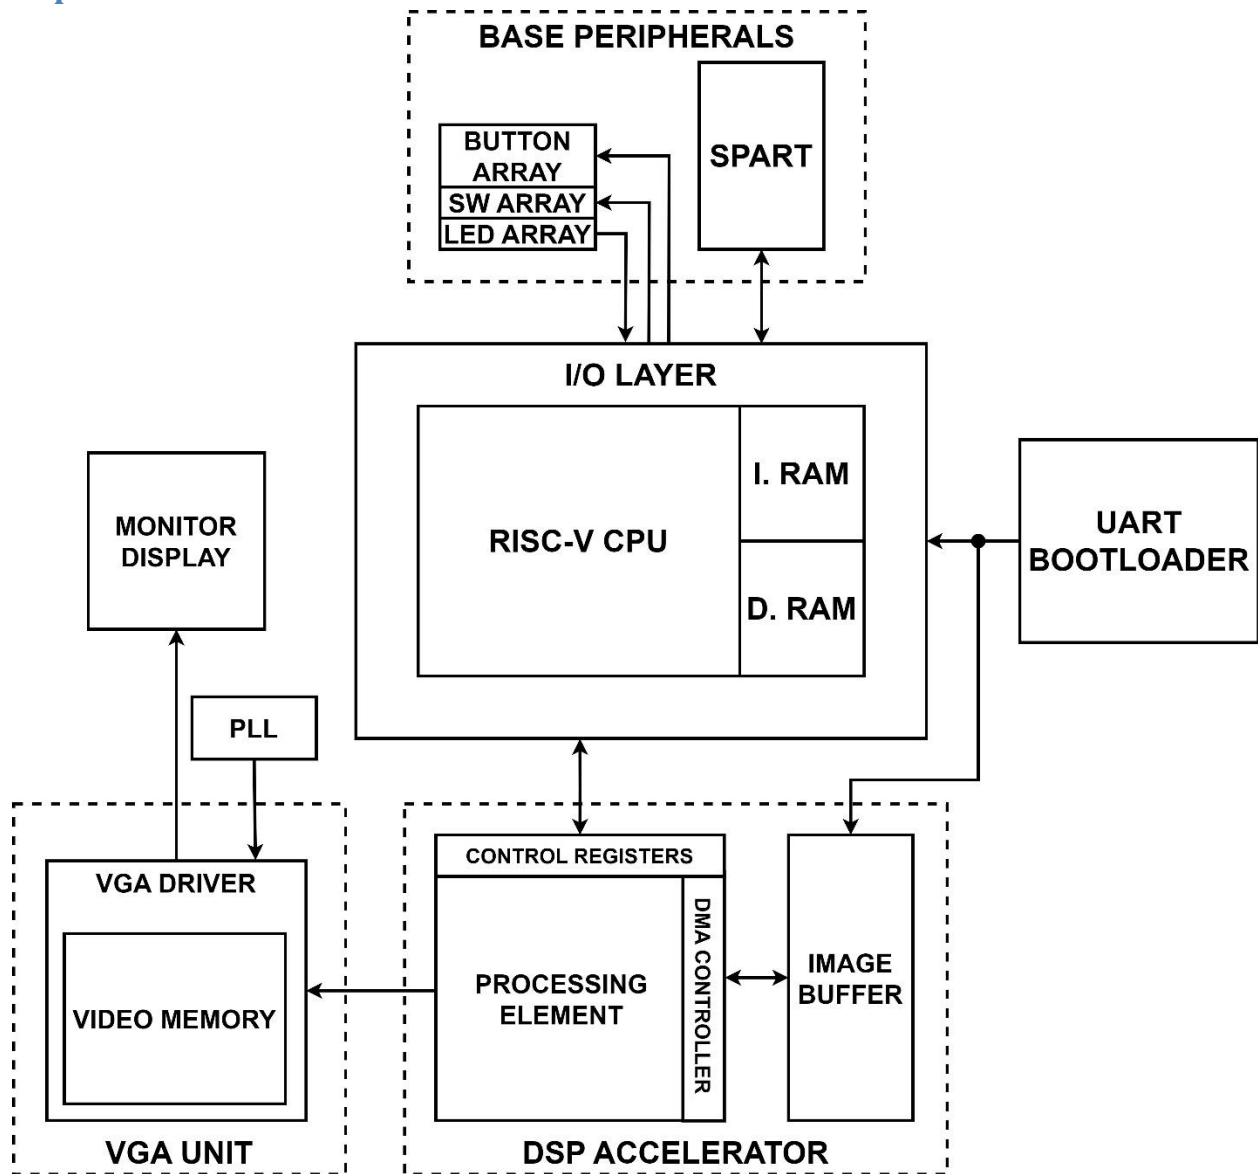 BASE PERIPHERALS
BUTTON
ARRAY
SW ARRAY
LED ARRAY
SPART
I/O LAYER
RISC-V CPU
I. RAM
D. RAM
UART
BOOTLOADER
MONITOR
DISPLAY
PLL
VGA DRIVER
VIDEO MEMORY
VGA UNIT
CONTROL REGISTERS
PROCESSING
ELEMENT
DMA CONTROLLER
IMAGE
BUFFER
DSP ACCELERATOR